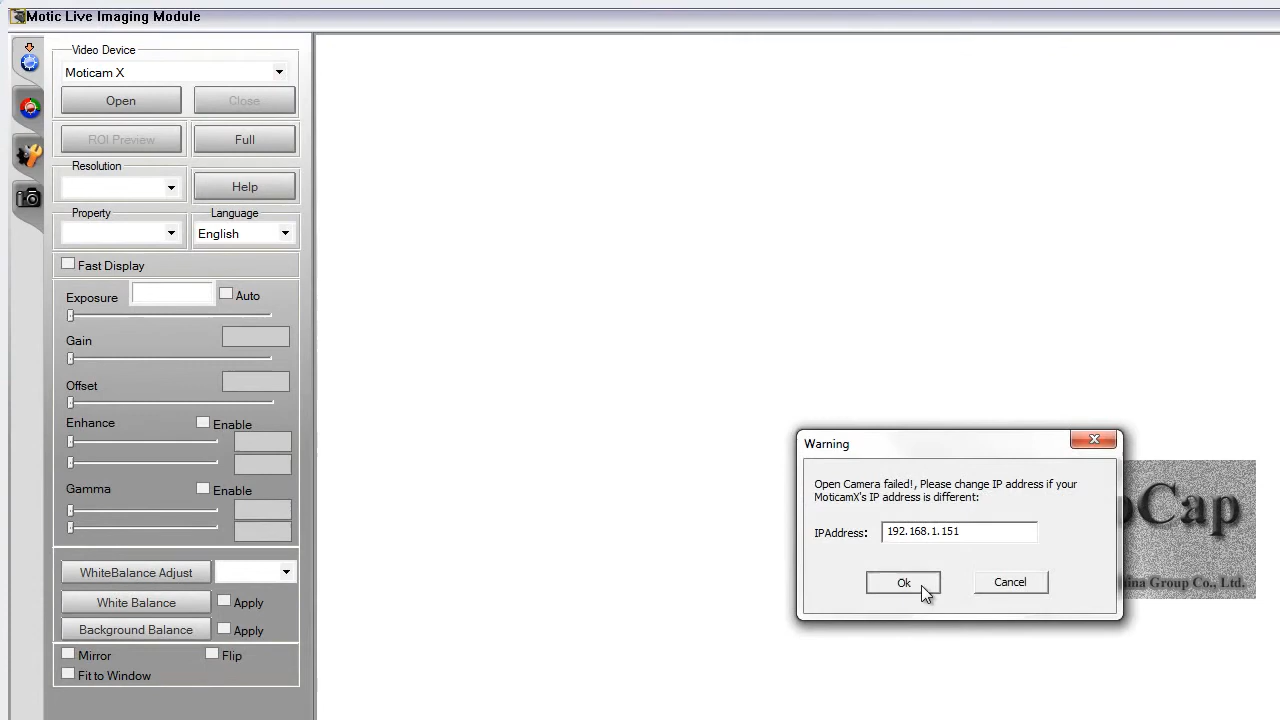 Motic Live Imaging Module
Video Device
Moticam X
Open
Close
ROI Preview
Full
Resolution
Help
Property
Language
English
Fast Display
Exposure
Auto
Gain
Offset
Enhance
Enable
Gamma
Enable
WhiteBalance Adjust
White Balance
Apply
Background Balance
Apply
Mirror
Flip
Fit to Window
Warning
Open Camera failed!, Please change IP address if your
MoticamX's IP address is different:
IPAddress:
192.168.1.151
Ok
Cancel
Cap
Group Co., Ltd.